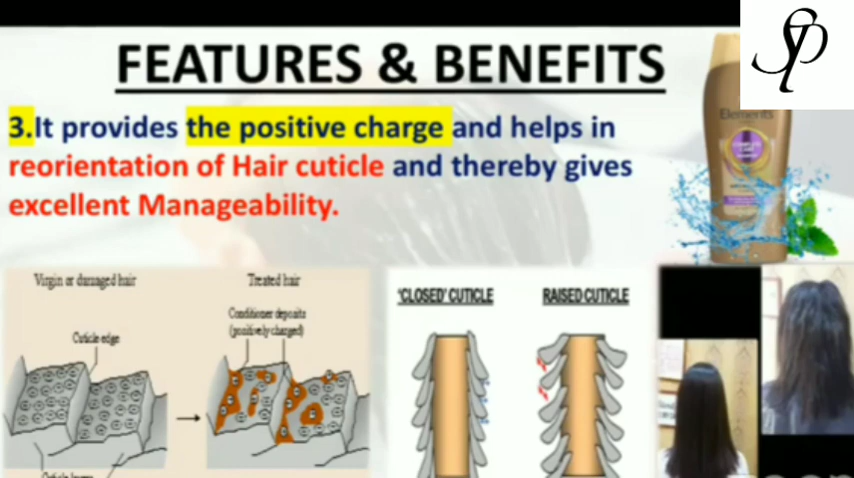 FEATURES & BENEFITS
3.It provides the positive charge and helps in
reorientation of Hair cuticle and thereby gives
excellent Manageability.
Elements
Virgin or damaged hair
Treated hair
Cuticle edge
Conditioner deposits
(positively charged)
'CLOSED' CUTICLE
RAISED CUTICLE